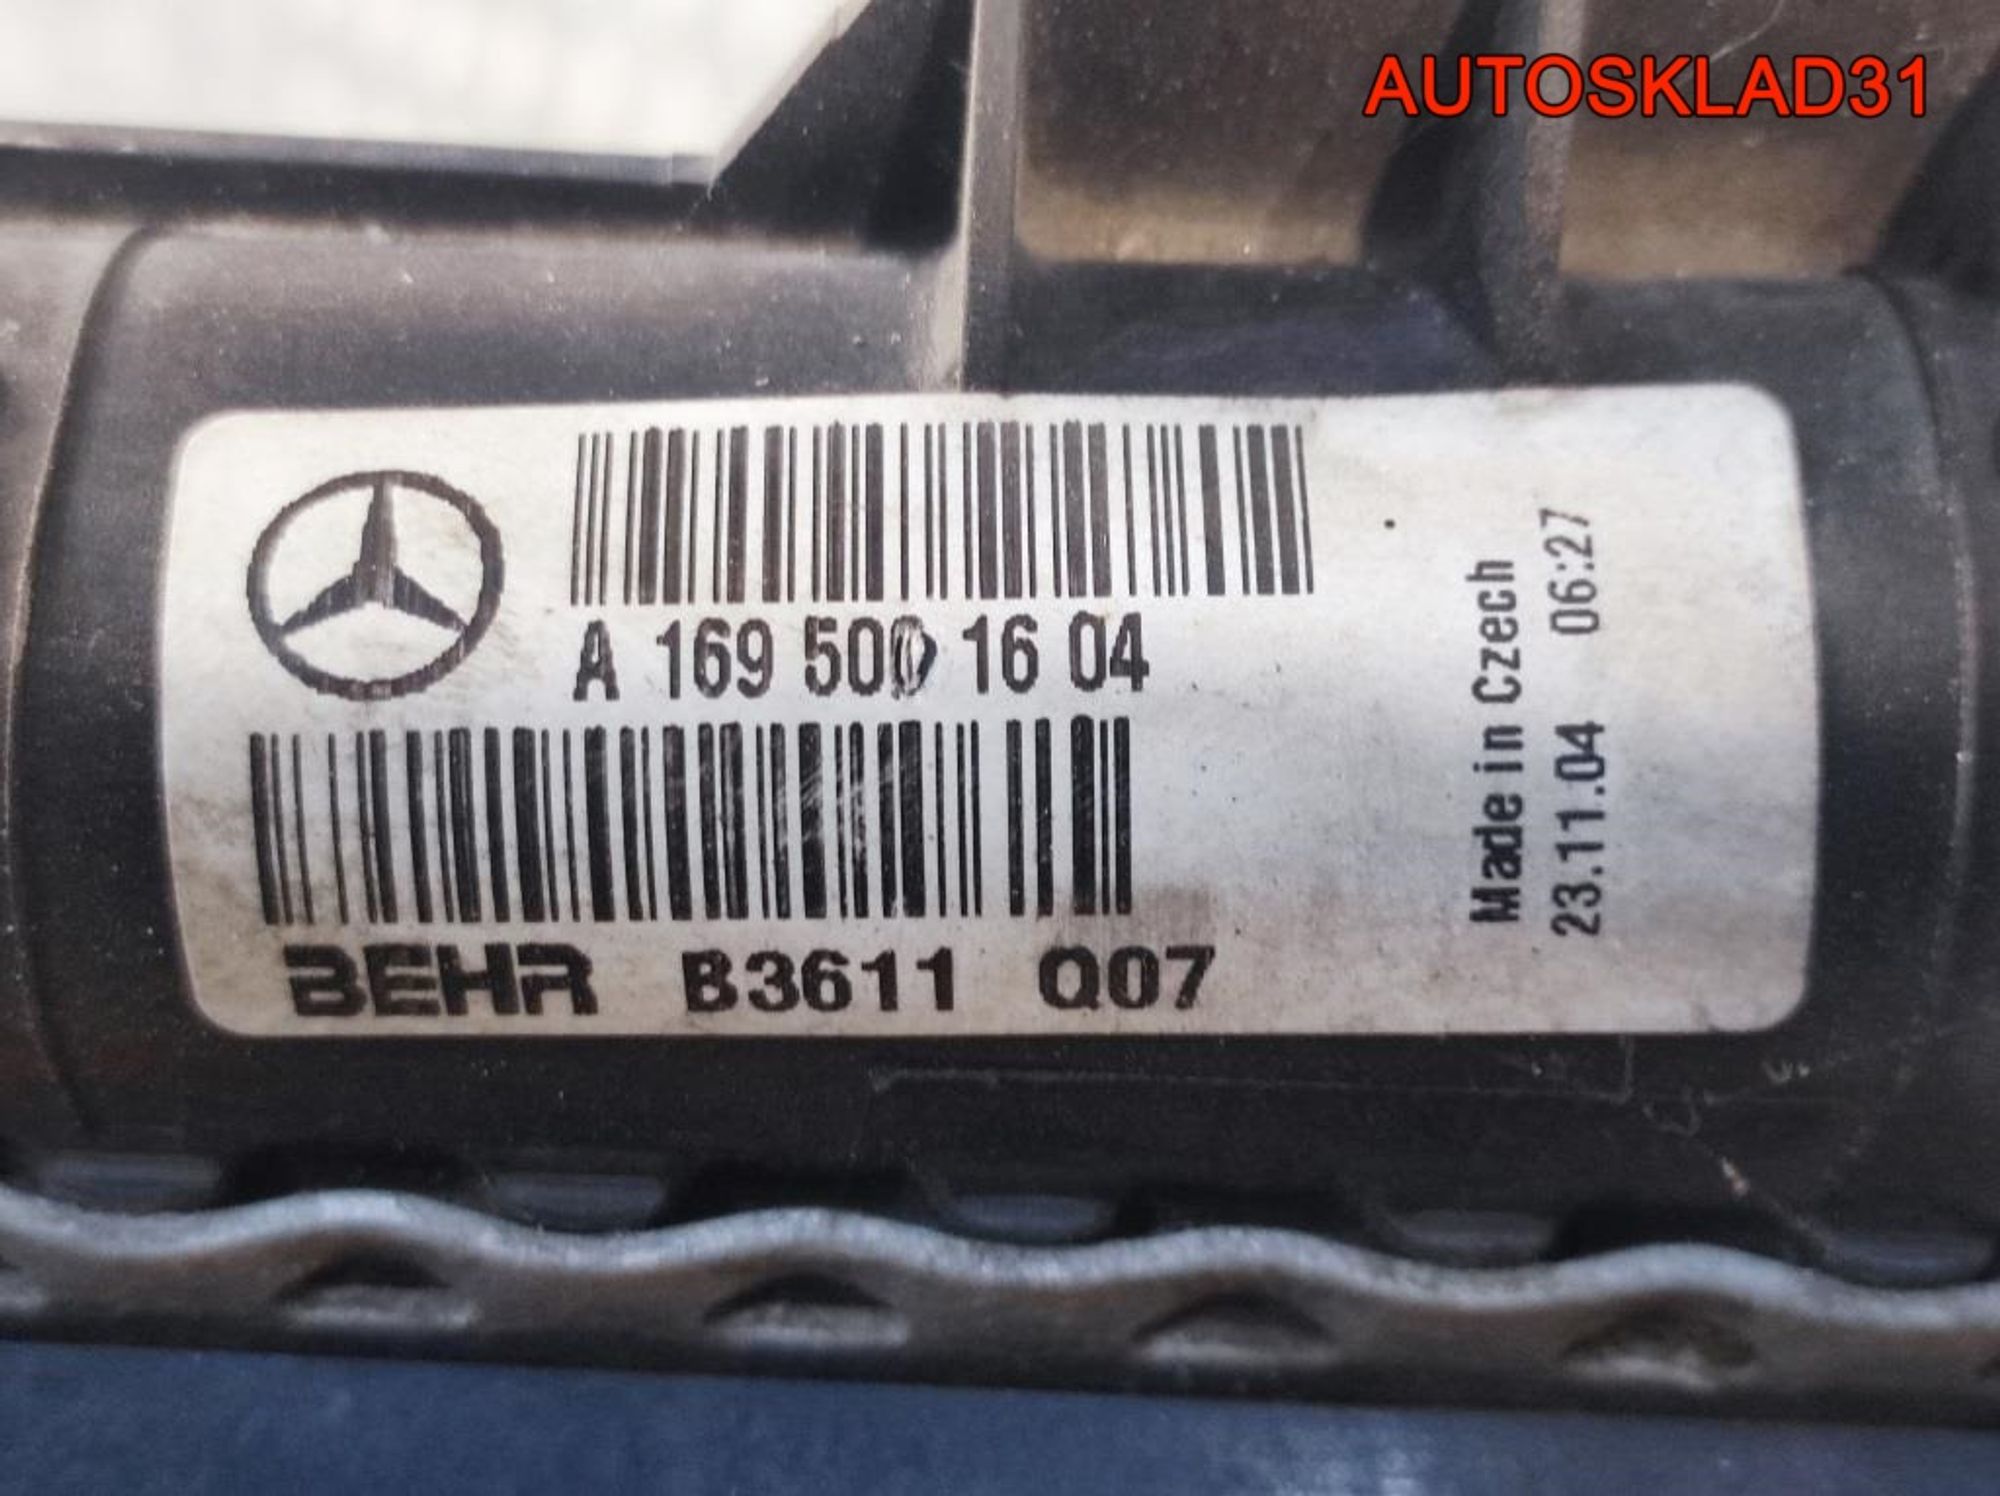 AUTOSKLAD31
A 169 500 16 04
BEHR B3611 Q07
Made in Czech
23.11.04 06:27